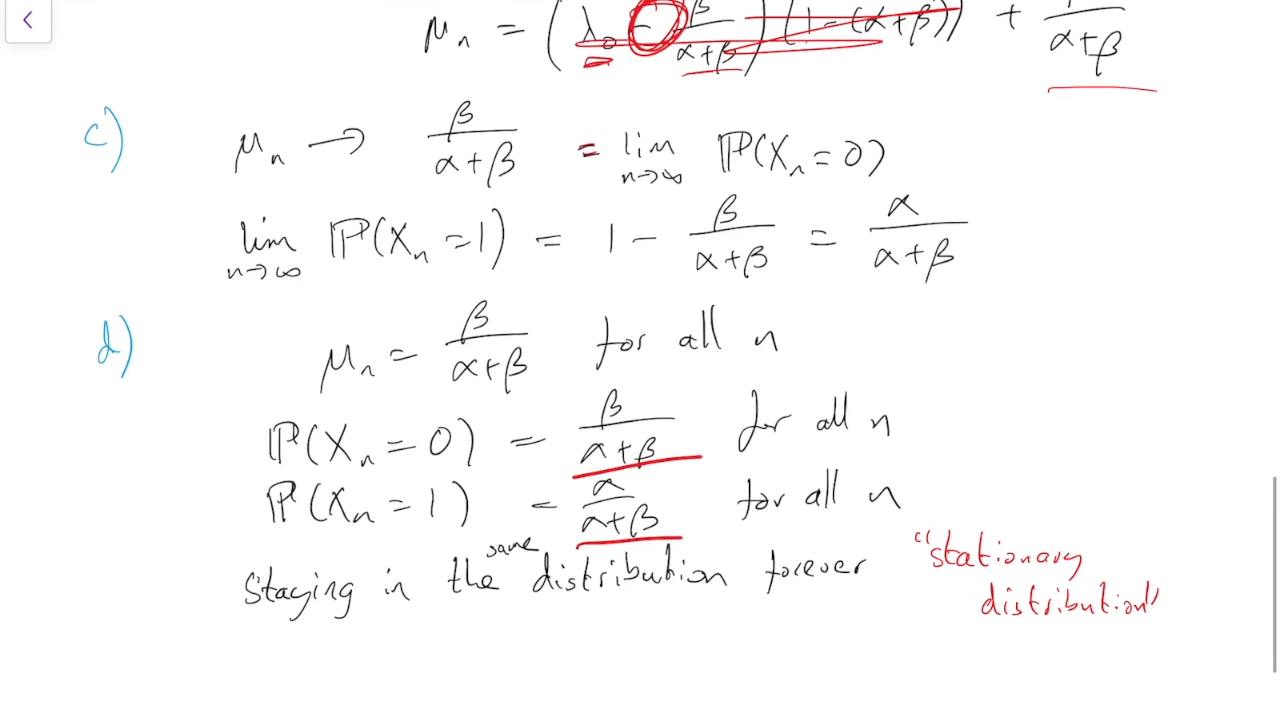 μₙ = (λ₀ − β/(α+β)) (1 − (α+β)) + /(α+β)
c) μₙ → β/(α+β) = lim n→∞ ℙ(Xₙ = 0)
lim n→∞ ℙ(Xₙ = 1) = 1 − β/(α+β) = α/(α+β)
d) μₙ = β/(α+β) for all n
ℙ(Xₙ = 0) = β/(α+β) for all n
ℙ(Xₙ = 1) = α/(α+β) for all n
Staying in the same distribution forever
"stationary
distribution"